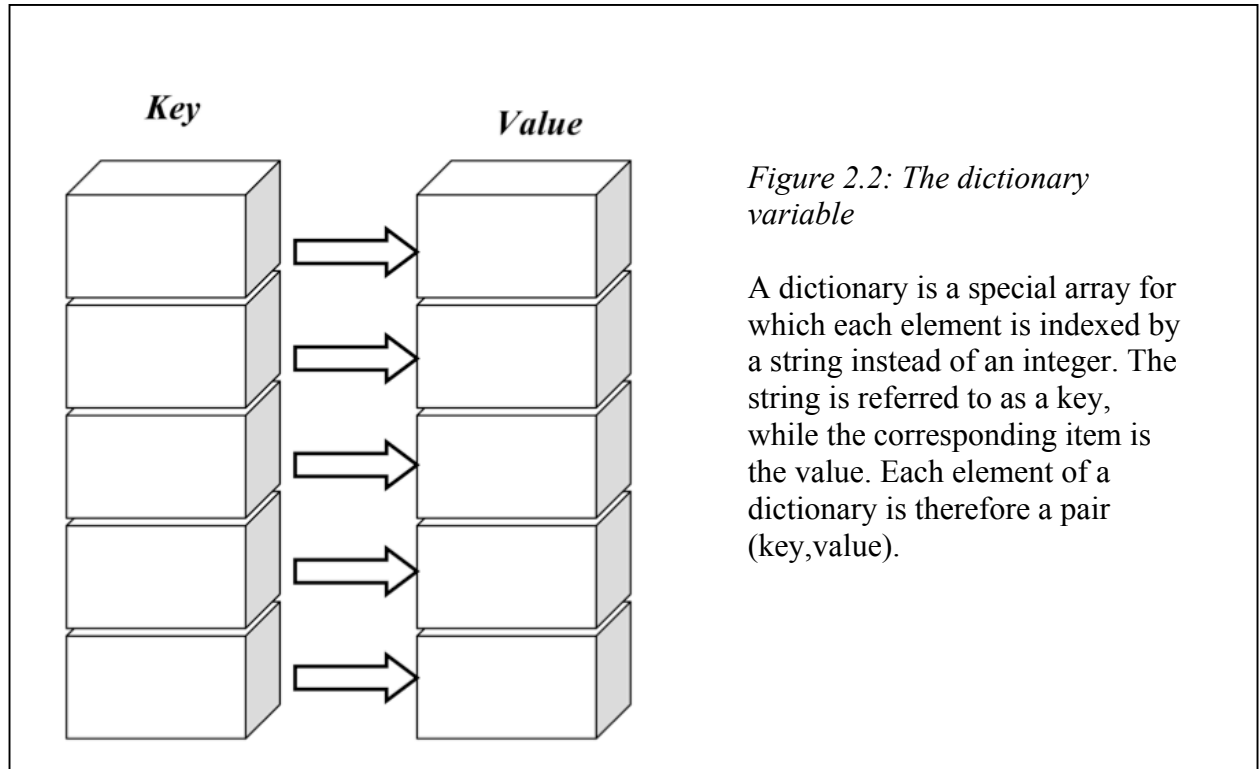 Key
Value
Figure 2.2: The dictionary
variable
A dictionary is a special array for
which each element is indexed by
a string instead of an integer. The
string is referred to as a key,
while the corresponding item is
the value. Each element of a
dictionary is therefore a pair
(key,value).